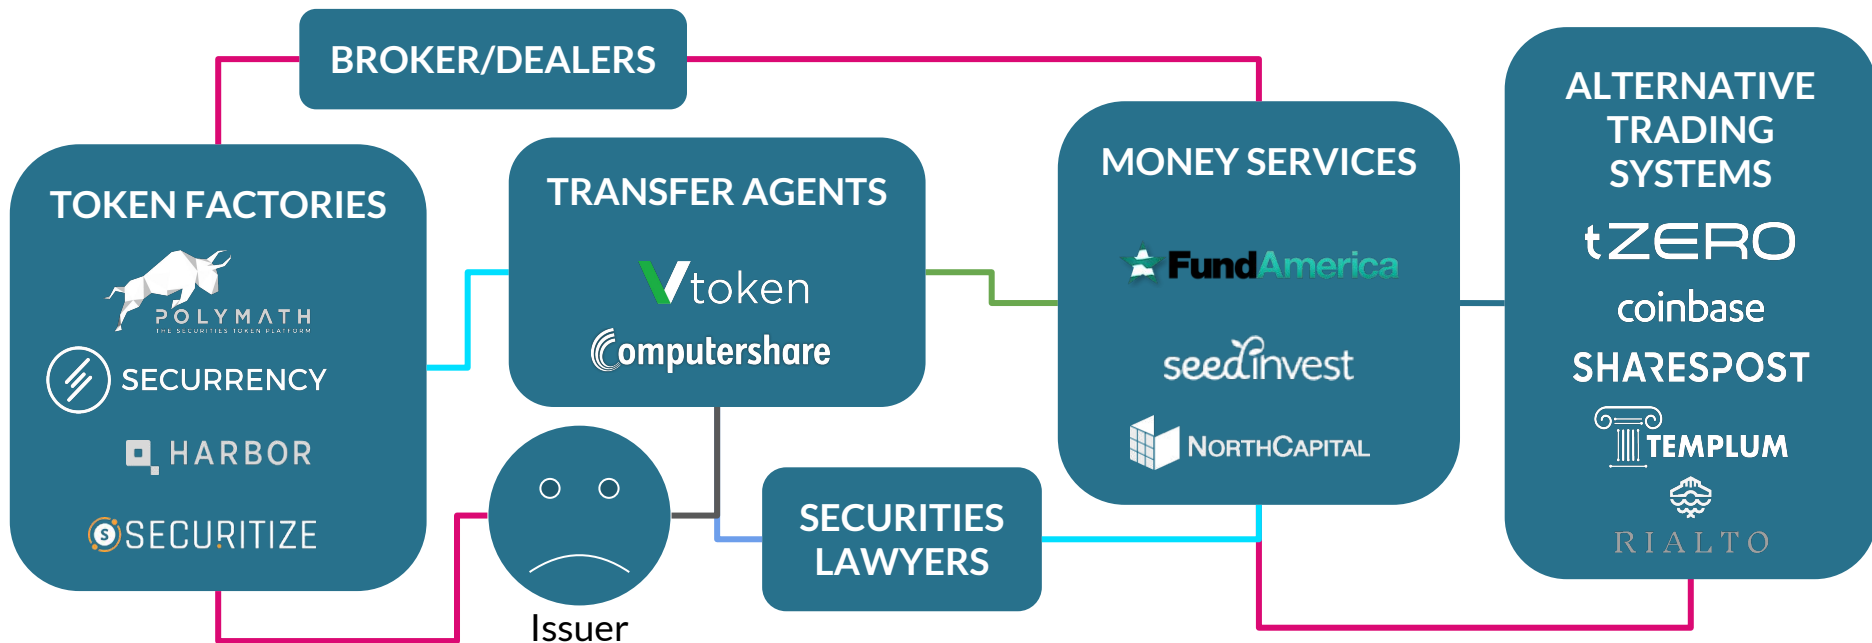 BROKER/DEALERS
TOKEN FACTORIES
POLYMATH
THE SECURITIES TOKEN PLATFORM
SECURRENCY
HARBOR
S
SECURITIZE
TRANSFER AGENTS
Vtoken
Computershare
Issuer
SECURITIES
LAWYERS
MONEY SERVICES
FundAmerica
seedinvest
NORTHCAPITAL
ALTERNATIVE
TRADING
SYSTEMS
tZERO
coinbase
SHARESPOST
TEMPLUM
RIALTO